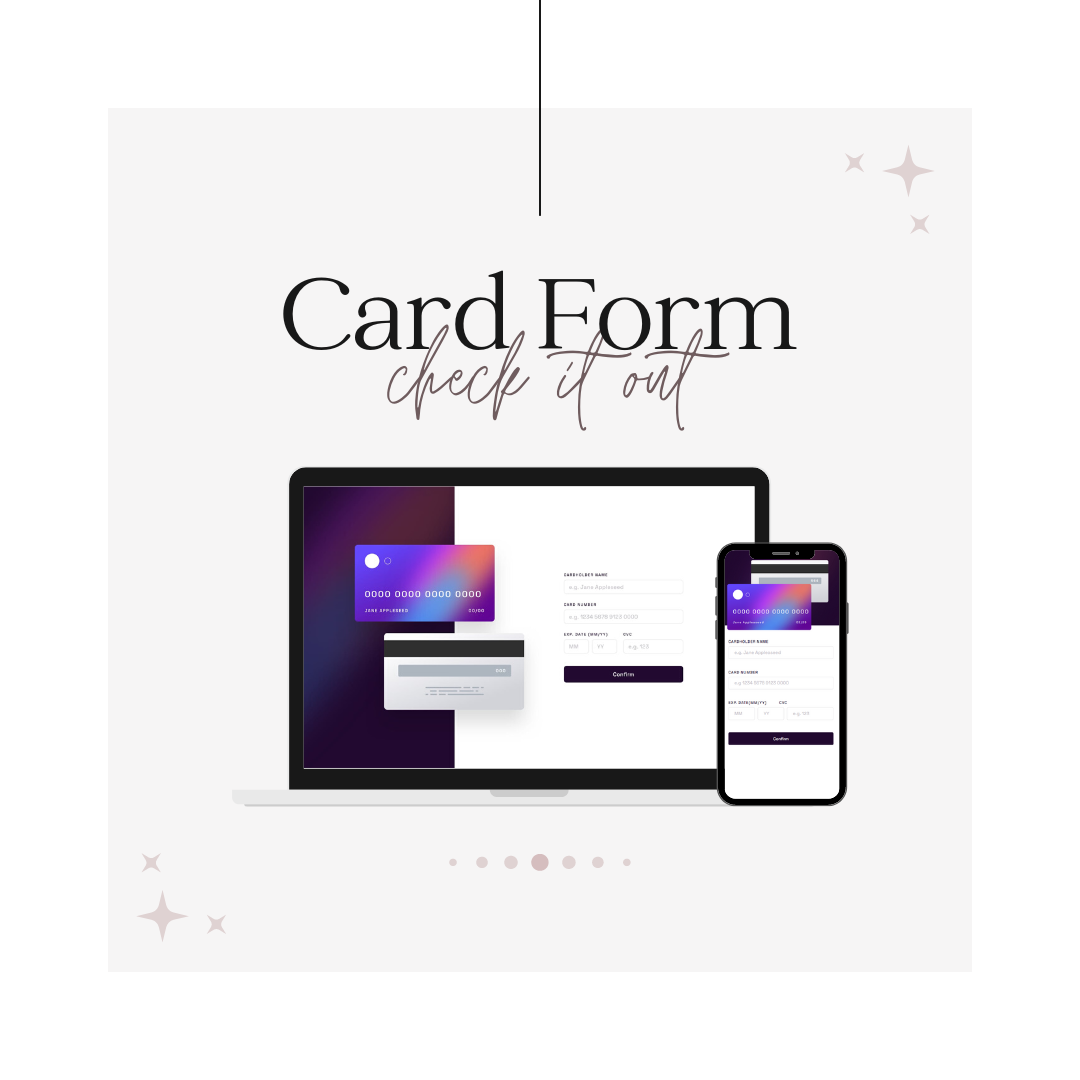 Card Form
check it out
0000 0000 0000 0000
JANE APPLESEED 00/00
000
CARDHOLDER NAME
e.g. Jane Appleseed
CARD NUMBER
e.g. 1234 5678 9123 0000
EXP. DATE (MM/YY) CVC
MM YY e.g. 123
Confirm
000
0000 0000 0000 0000
Jane Appleseed 00/00
CARDHOLDER NAME
e.g. Jane Appleseed
CARD NUMBER
e.g 1234 5678 9123 0000
EXP. DATE(MM/YY) CVC
MM YY e.g. 123
Confirm